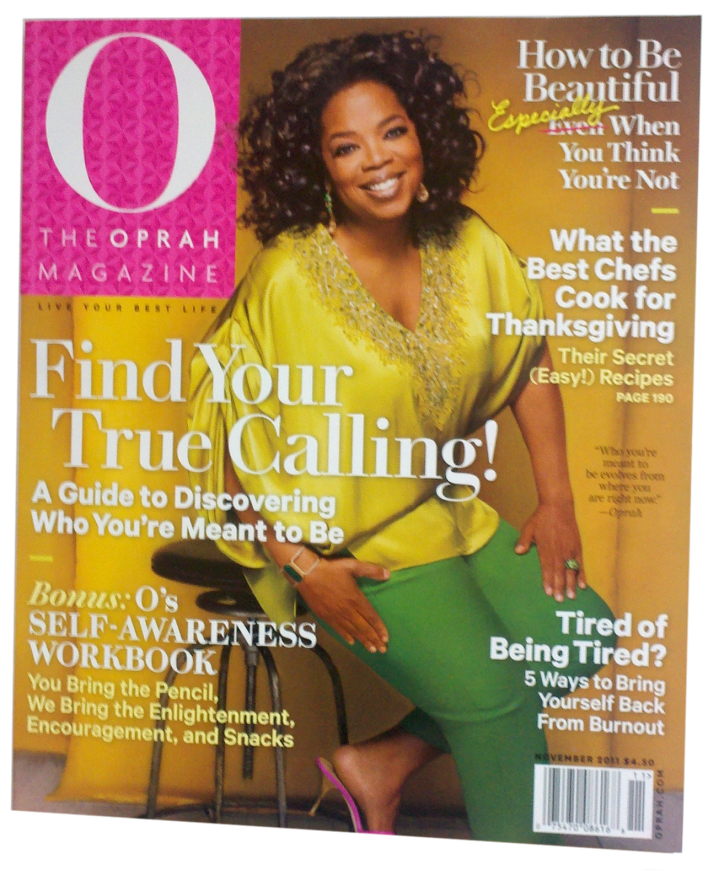 O
THE OPRAH
MAGAZINE
LIVE YOUR BEST LIFE
How to Be
Beautiful
Especially
Even When
You Think
You're Not
What the
Best Chefs
Cook for
Thanksgiving
Their Secret
(Easy!) Recipes
PAGE 190
Find Your
True Calling!
A Guide to Discovering
Who You're Meant to Be
"Who you're
meant to
be evolves from
where you
are right now."
—Oprah
Bonus: O's
SELF-AWARENESS
WORKBOOK
You Bring the Pencil,
We Bring the Enlightenment,
Encouragement, and Snacks
Tired of
Being Tired?
5 Ways to Bring
Yourself Back
From Burnout
NOVEMBER 2011 $4.50
OPRAH.COM